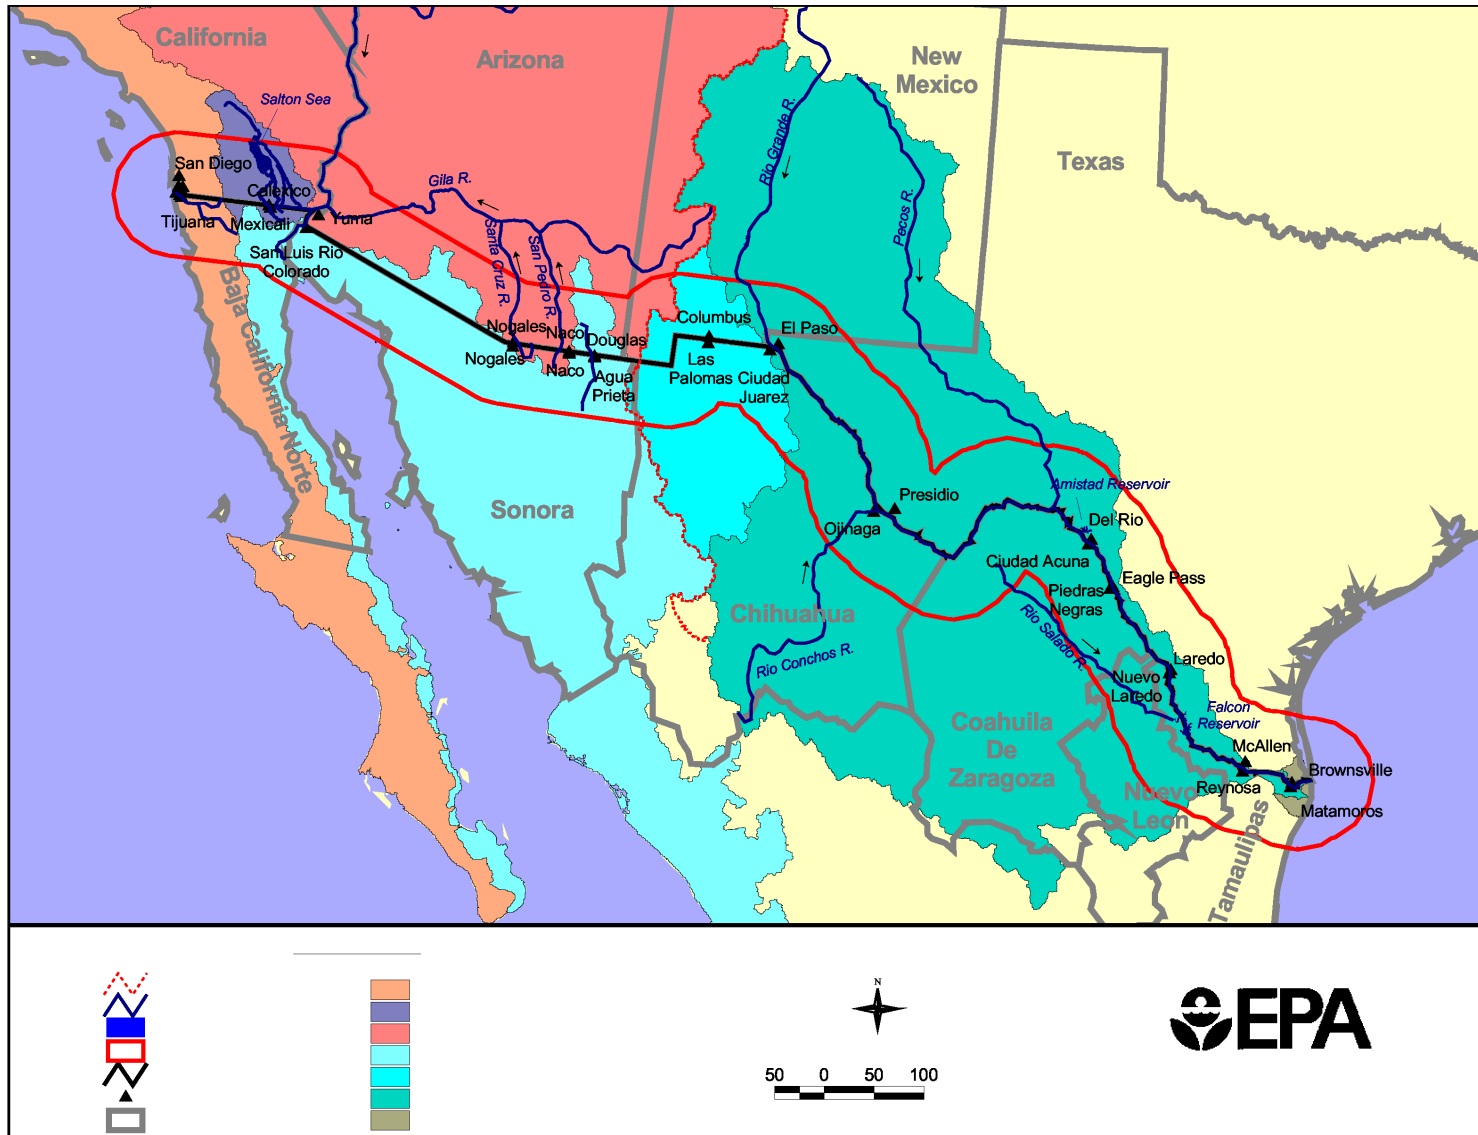 California
Arizona
New
Mexico
Texas
Salton Sea
San Diego
Calexico
Tijuana
Mexicali
Yuma
San Luis Rio
Colorado
Gila R.
Santa Cruz R.
San Pedro R.
Rio Grande R.
Pecos R.
Baja California Norte
Nogales
Nogales
Naco
Naco
Douglas
Agua
Prieta
Columbus
Las
Palomas
El Paso
Ciudad
Juarez
Sonora
Presidio
Ojinaga
Amistad Reservoir
Del Rio
Ciudad Acuna
Eagle Pass
Piedras
Negras
Chihuahua
Rio Conchos R.
Rio Salado R.
Laredo
Nuevo
Laredo
Falcon
Reservoir
Coahuila
De
Zaragoza
McAllen
Reynosa
Brownsville
Matamoros
Nuevo
Leon
Tamaulipas
N
50 0 50 100
EPA